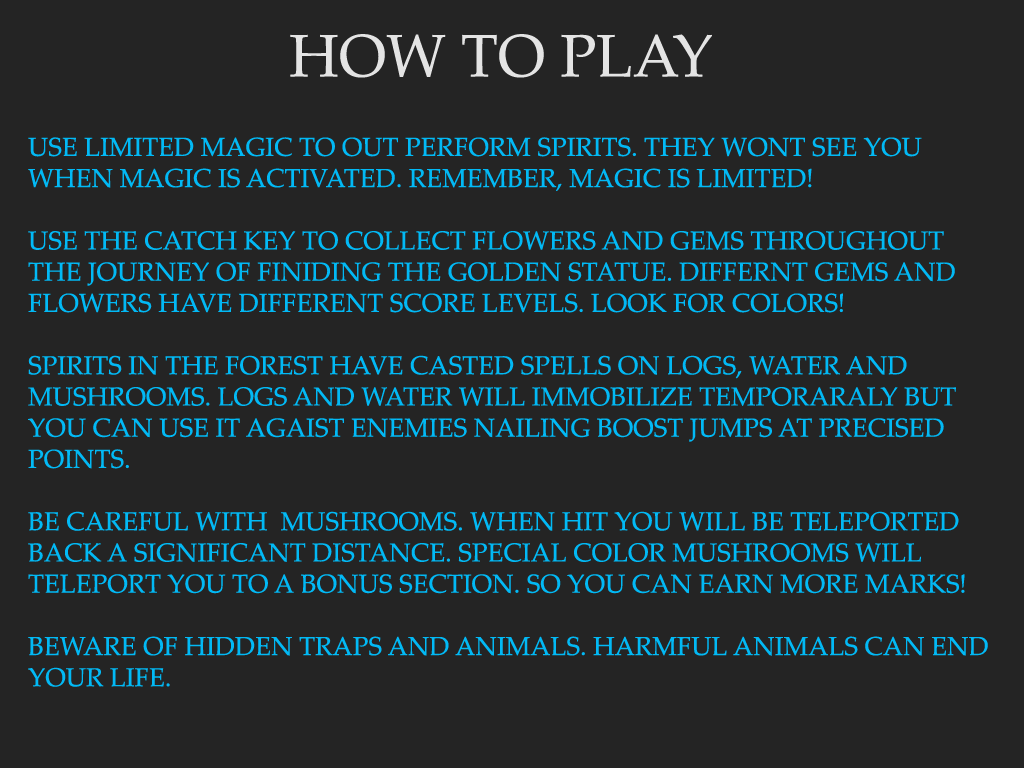 HOW TO PLAY
USE LIMITED MAGIC TO OUT PERFORM SPIRITS. THEY WONT SEE YOU
WHEN MAGIC IS ACTIVATED. REMEMBER, MAGIC IS LIMITED!
USE THE CATCH KEY TO COLLECT FLOWERS AND GEMS THROUGHOUT
THE JOURNEY OF FINIDING THE GOLDEN STATUE. DIFFERNT GEMS AND
FLOWERS HAVE DIFFERENT SCORE LEVELS. LOOK FOR COLORS!
SPIRITS IN THE FOREST HAVE CASTED SPELLS ON LOGS, WATER AND
MUSHROOMS. LOGS AND WATER WILL IMMOBILIZE TEMPORARALY BUT
YOU CAN USE IT AGAIST ENEMIES NAILING BOOST JUMPS AT PRECISED
POINTS.
BE CAREFUL WITH  MUSHROOMS. WHEN HIT YOU WILL BE TELEPORTED
BACK A SIGNIFICANT DISTANCE. SPECIAL COLOR MUSHROOMS WILL
TELEPORT YOU TO A BONUS SECTION. SO YOU CAN EARN MORE MARKS!
BEWARE OF HIDDEN TRAPS AND ANIMALS. HARMFUL ANIMALS CAN END
YOUR LIFE.